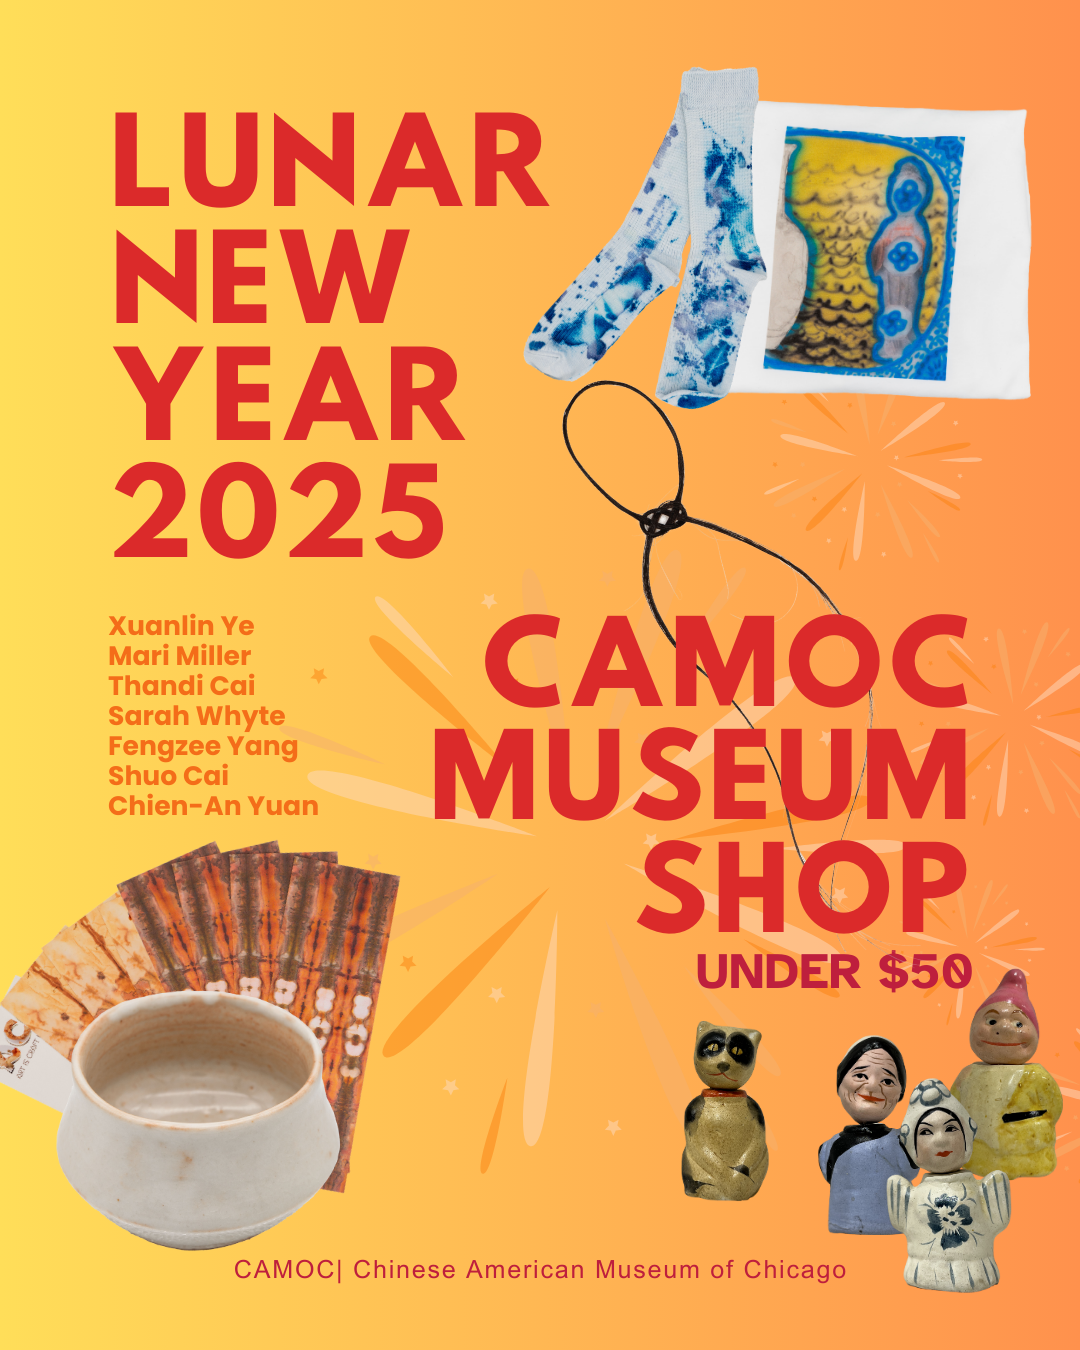 LUNAR
NEW
YEAR
2025
Xuanlin Ye
Mari Miller
Thandi Cai
Sarah Whyte
Fengzee Yang
Shuo Cai
Chien-An Yuan
CAMOC
MUSEUM
SHOP
UNDER $50
CAMOC| Chinese American Museum of Chicago